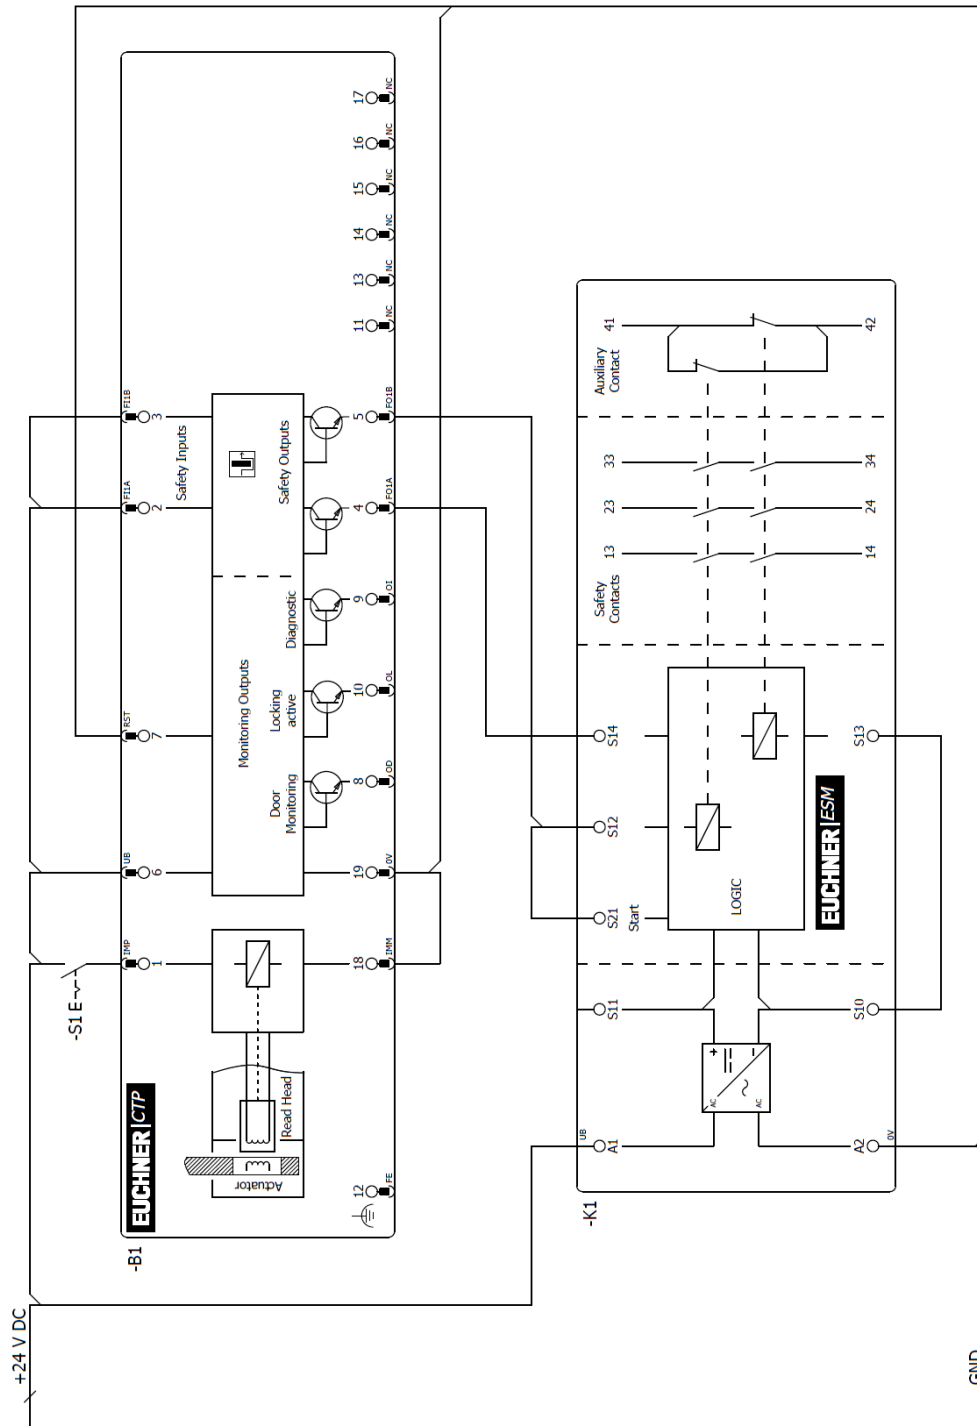 +24 V DC
GND
-B1
EUCHNER|CTP
-S1
Actuator
Read Head
12
FE
IMP
1
18
IMM
UB
6
19
0V
RST
7
FI1A
2
FI1B
3
Safety Inputs
Monitoring Outputs
Safety Outputs
Door
Monitoring
Locking
active
Diagnostic
8
OD
10
OL
9
OI
4
FO1A
5
FO1B
11
NC
13
NC
14
NC
15
NC
16
NC
17
NC
-K1
UB
A1
A2
0V
AC
AC
S11
S10
S21
Start
S12
S14
S13
LOGIC
EUCHNER|ESM
Safety
Contacts
13
14
23
24
33
34
Auxiliary
Contact
41
42